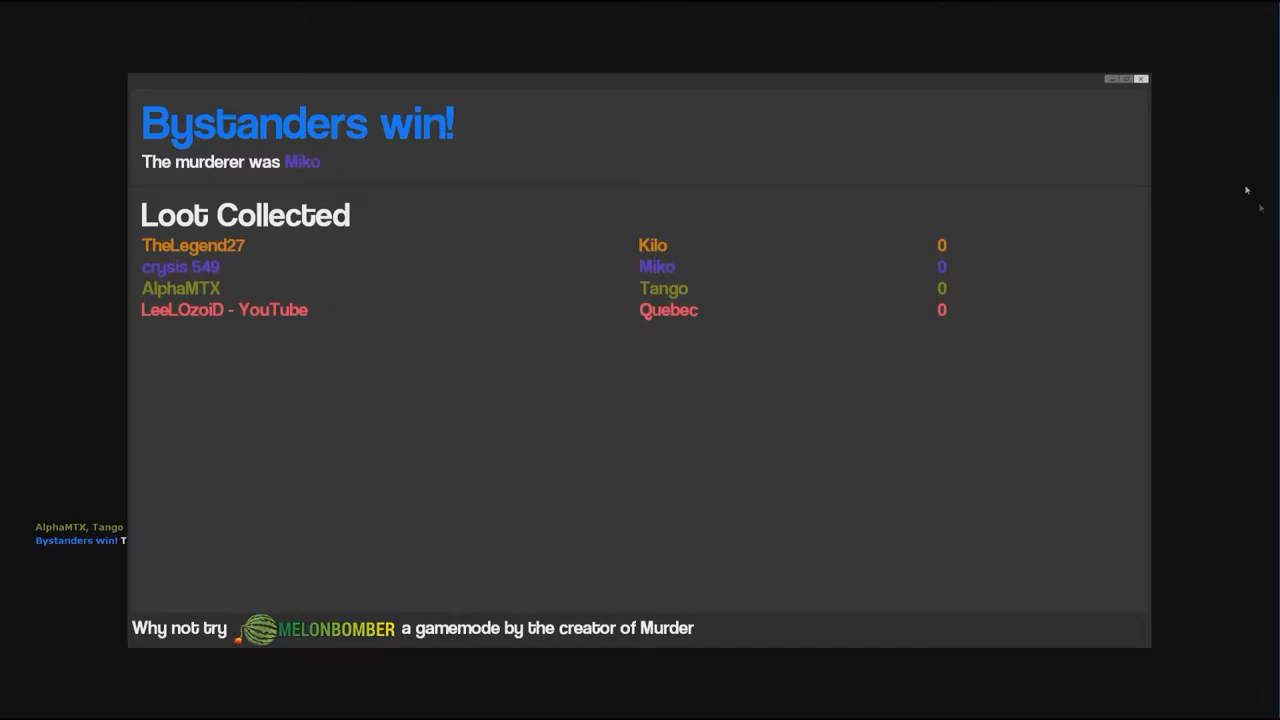 Bystanders win!
The murderer was Miko
Loot Collected
TheLegend27 Kilo 0
crysis 549 Miko 0
AlphaMTX Tango 0
LeeLOzoiD - YouTube Quebec 0
AlphaMTX, Tango
Bystanders win! T
Why not try MELONBOMBER a gamemode by the creator of Murder